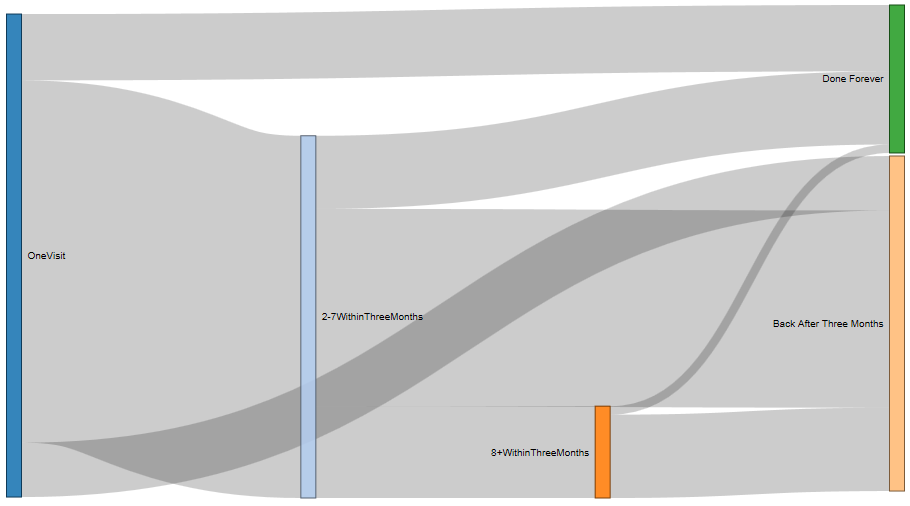 Done Forever
OneVisit
2-7WithinThreeMonths
Back After Three Months
8+WithinThreeMonths